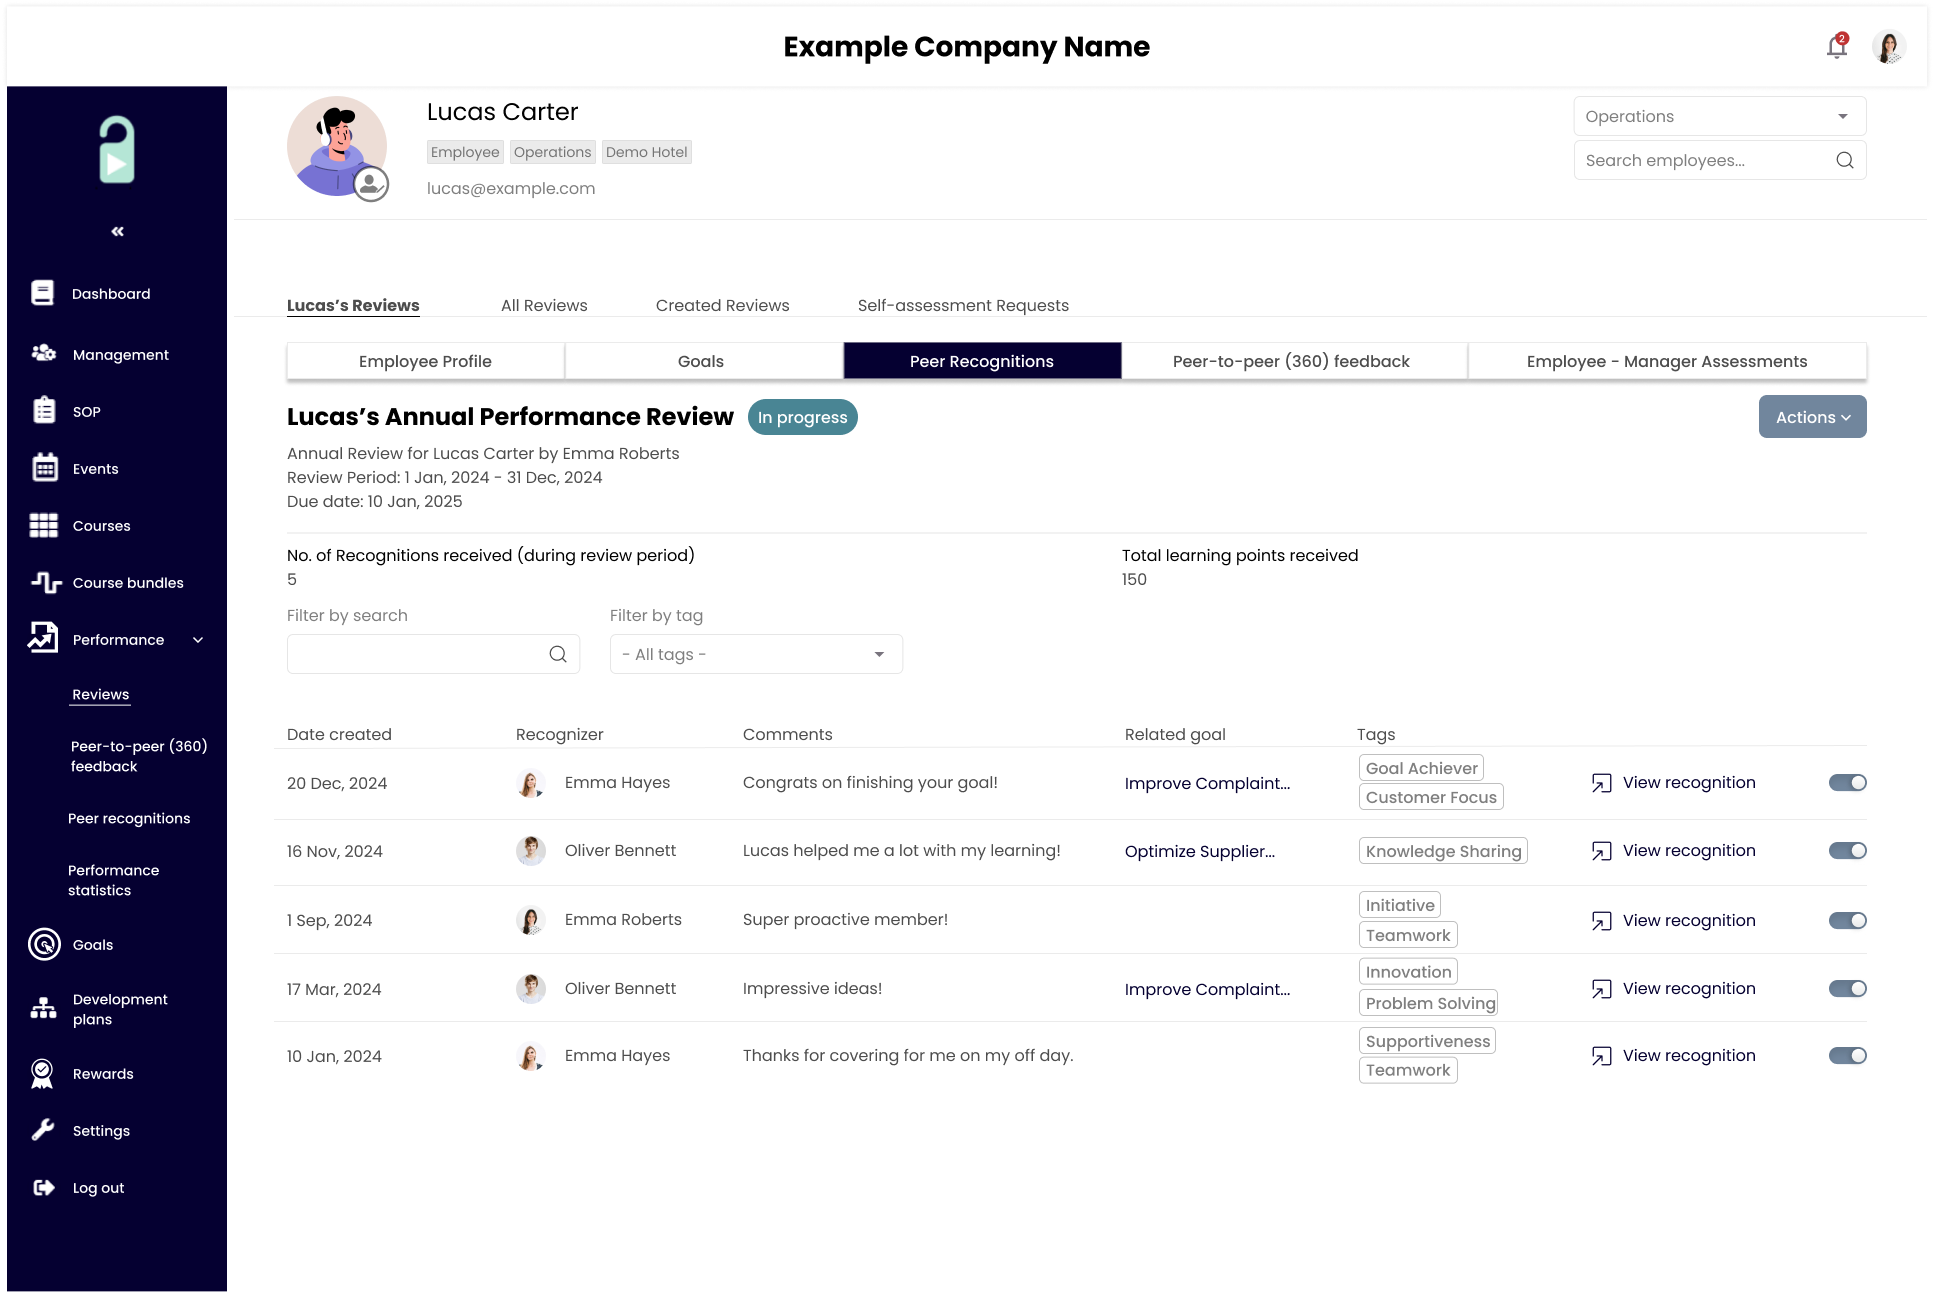 Example Company Name
2
Lucas Carter
Employee Operations Demo Hotel
lucas@example.com
Operations
Search employees...
«
Dashboard
Management
SOP
Events
Courses
Course bundles
Performance
Reviews
Peer-to-peer (360)
feedback
Peer recognitions
Performance
statistics
Goals
Development
plans
Rewards
Settings
Log out
Lucas’s Reviews All Reviews Created Reviews Self-assessment Requests
Employee Profile Goals Peer Recognitions Peer-to-peer (360) feedback Employee - Manager Assessments
Lucas’s Annual Performance Review In progress Actions
Annual Review for Lucas Carter by Emma Roberts
Review Period: 1 Jan, 2024 - 31 Dec, 2024
Due date: 10 Jan, 2025
No. of Recognitions received (during review period) Total learning points received
5 150
Filter by search Filter by tag
- All tags -
Date created Recognizer Comments Related goal Tags
20 Dec, 2024 Emma Hayes Congrats on finishing your goal! Improve Complaint... Goal Achiever Customer Focus View recognition
16 Nov, 2024 Oliver Bennett Lucas helped me a lot with my learning! Optimize Supplier... Knowledge Sharing View recognition
1 Sep, 2024 Emma Roberts Super proactive member! Initiative Teamwork View recognition
17 Mar, 2024 Oliver Bennett Impressive ideas! Improve Complaint... Innovation Problem Solving View recognition
10 Jan, 2024 Emma Hayes Thanks for covering for me on my off day. Supportiveness Teamwork View recognition